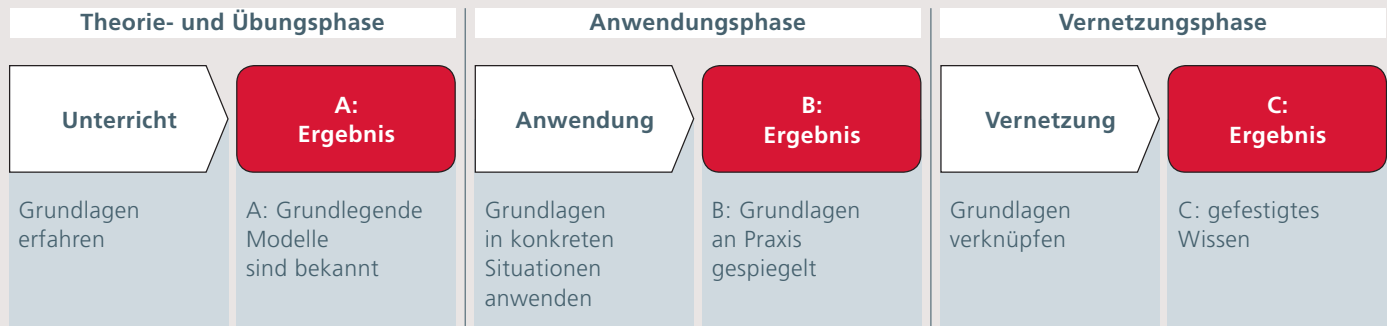 Theorie- und Übungsphase
Anwendungsphase
Vernetzungsphase
Unterricht
A:
Ergebnis
Anwendung
B:
Ergebnis
Vernetzung
C:
Ergebnis
Grundlagen
erfahren
A: Grundlegende
Modelle
sind bekannt
Grundlagen
in konkreten
Situationen
anwenden
B: Grundlagen
an Praxis
gespiegelt
Grundlagen
verknüpfen
C: gefestigtes
Wissen